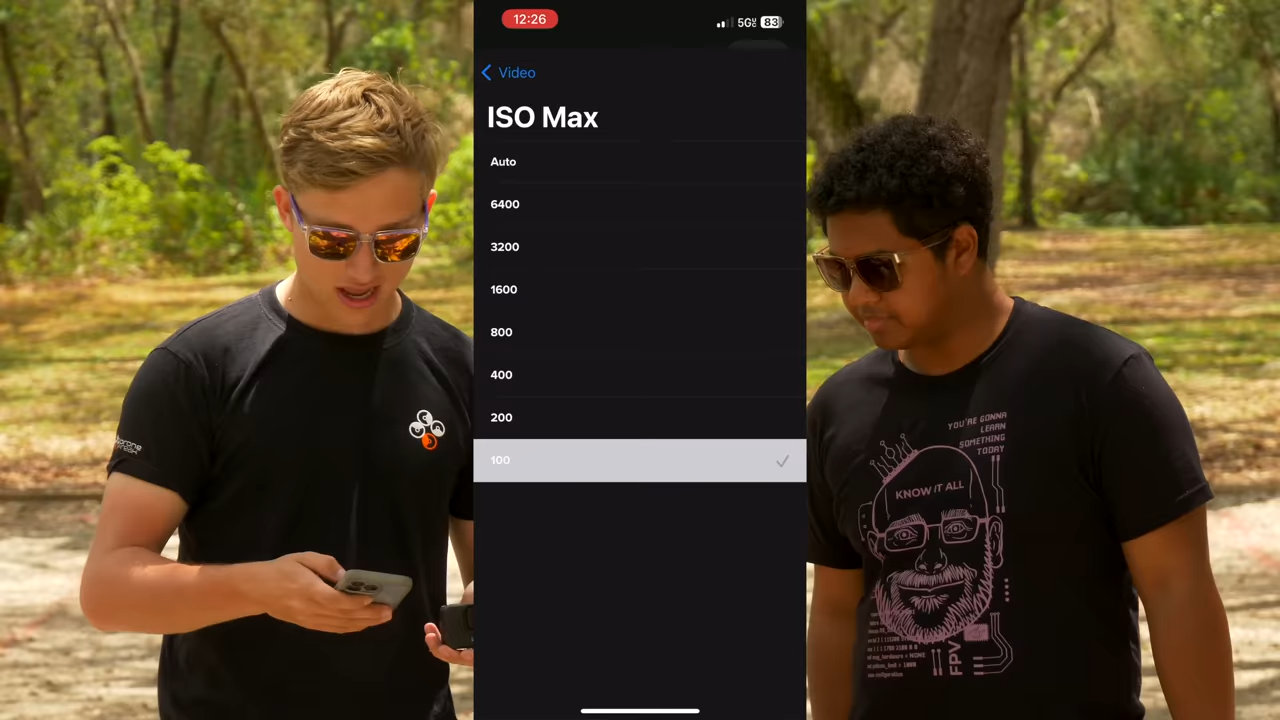 12:26
5G
83
Video
ISO Max
Auto
6400
3200
1600
800
400
200
100
YOU'RE GONNA
LEARN
SOMETHING
TODAY
KNOW IT ALL
FPV